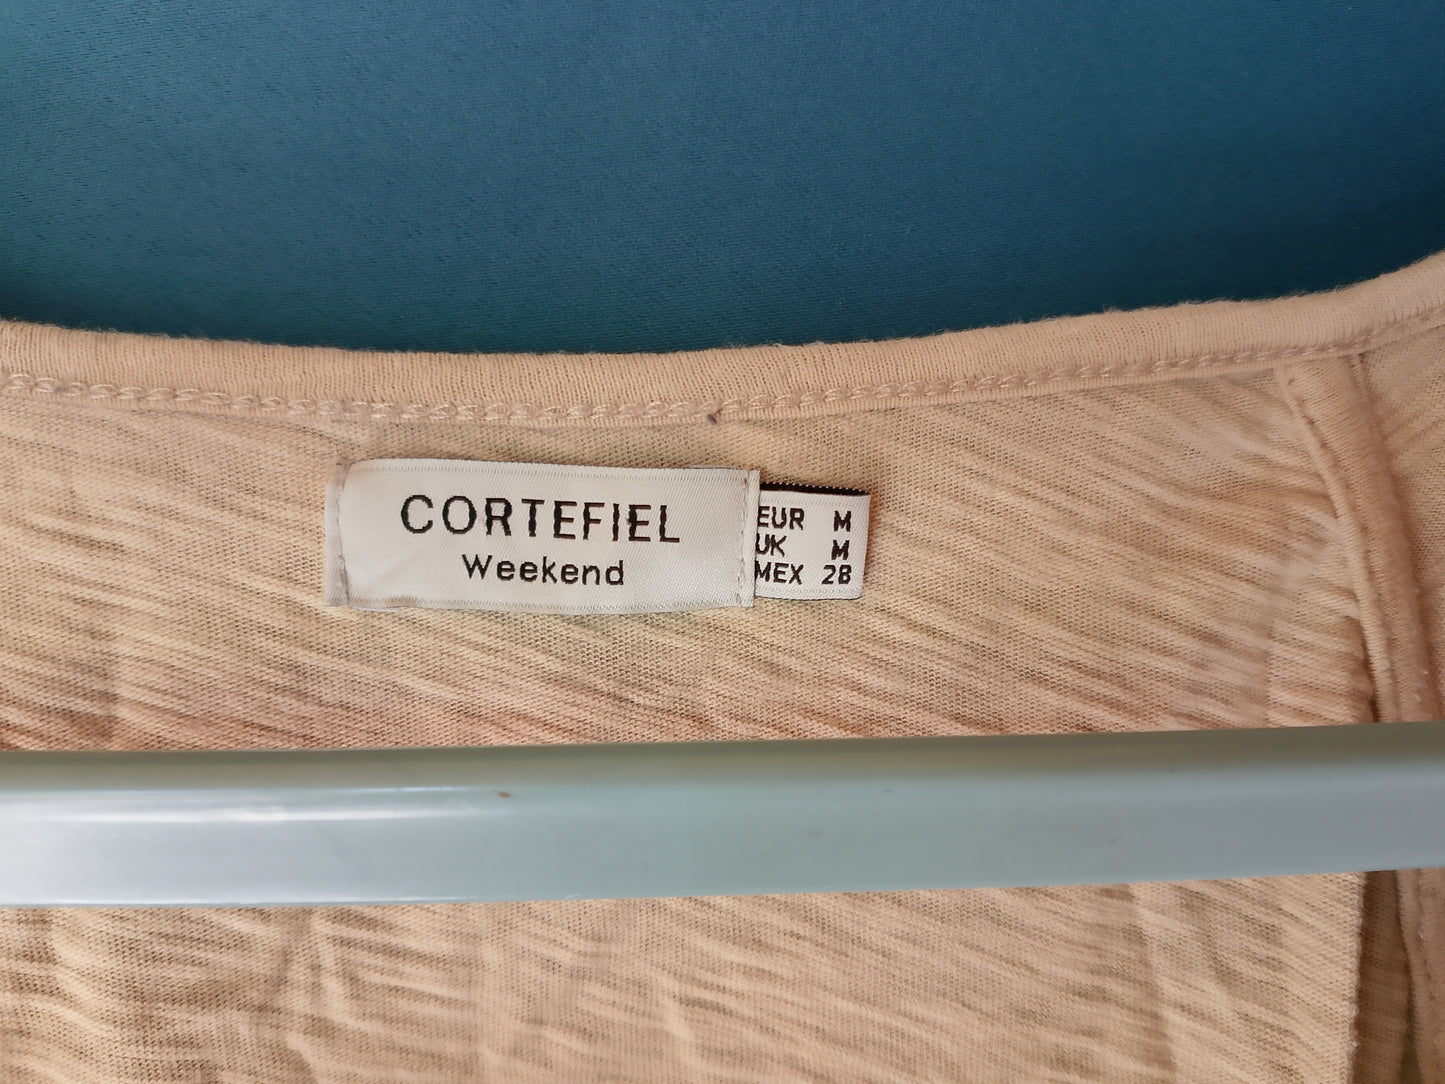 CORTEFIEL
Weekend
EUR M
UK M
MEX 28